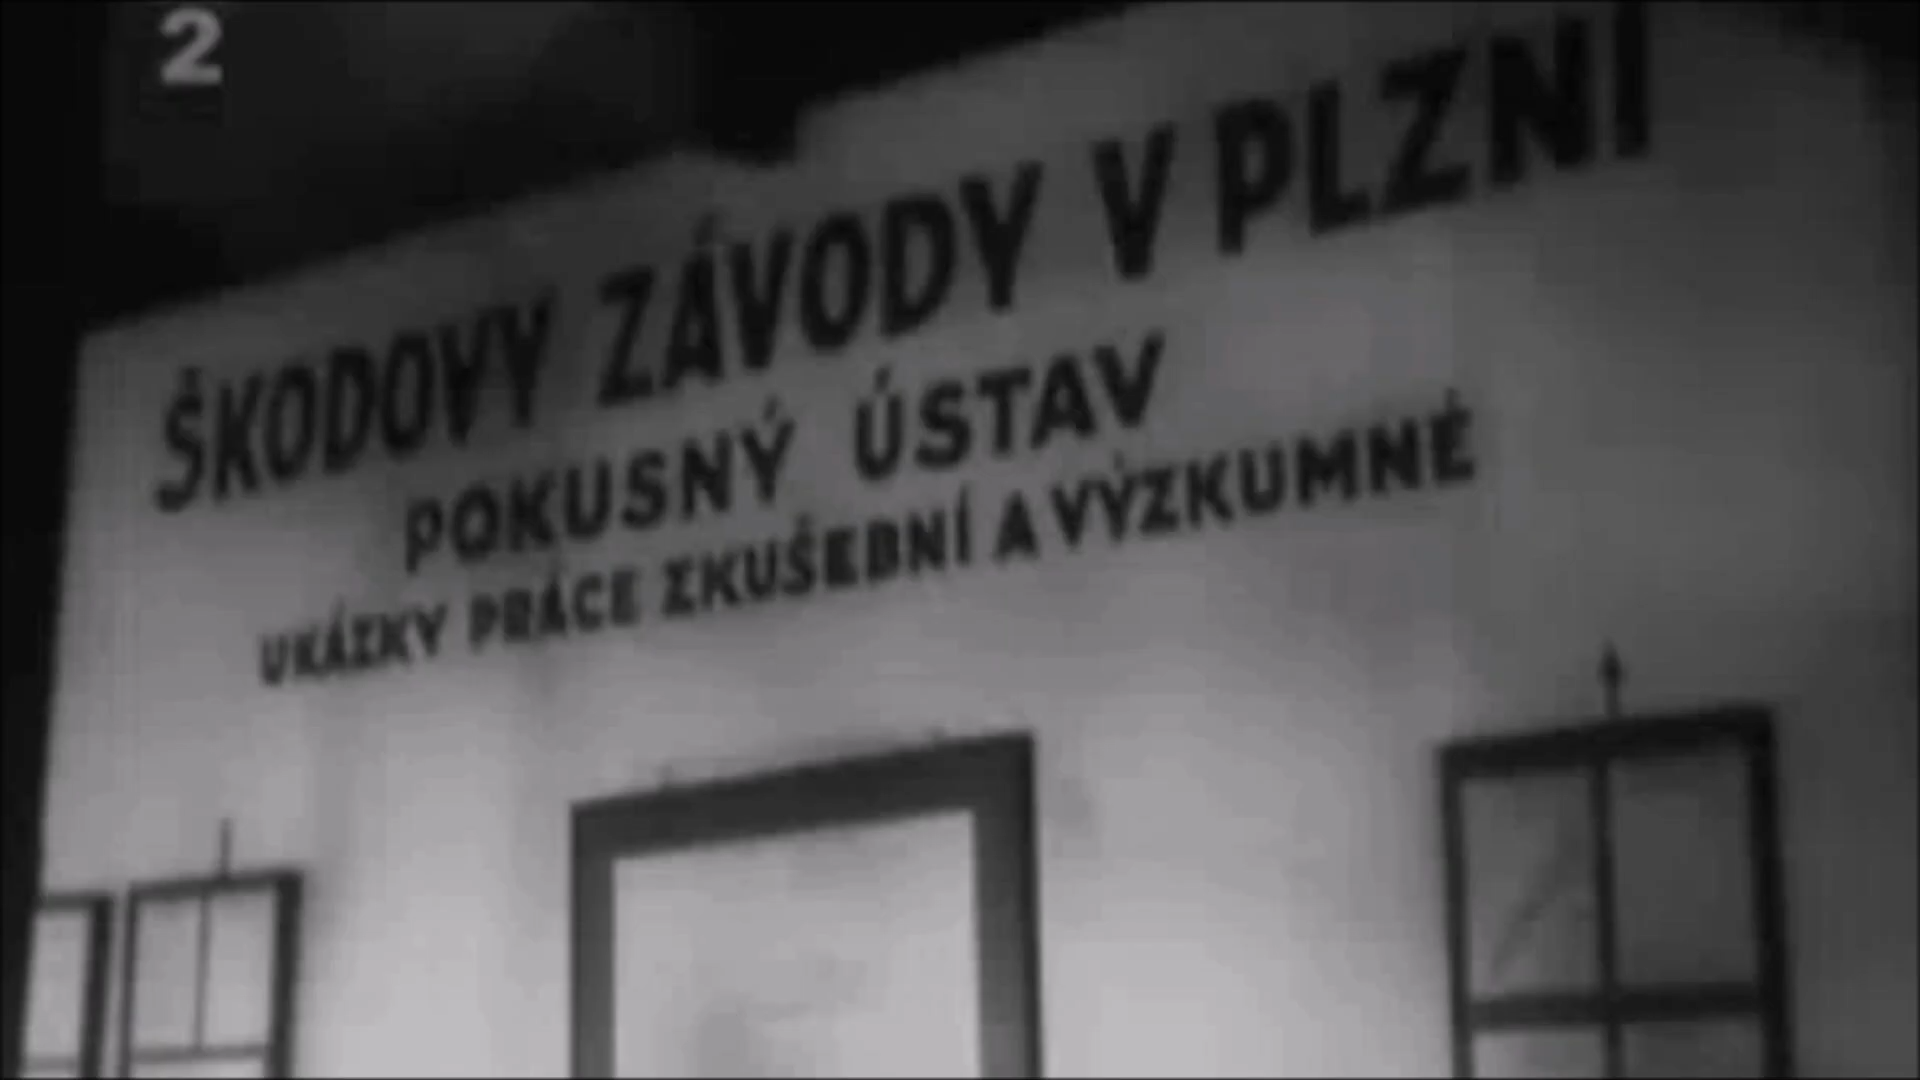 2
ŠKODOVY ZÁVODY V PLZNI
POKUSNÝ ÚSTAV
UKÁZKY PRÁCE ZKUŠEBNÍ A VÝZKUMNÉ